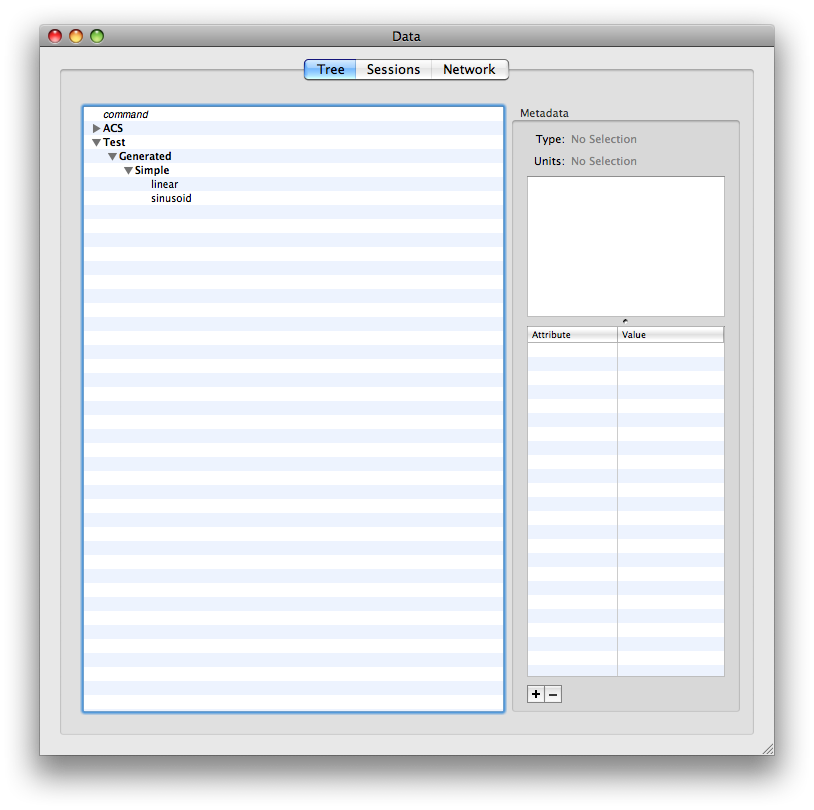 Data
Tree Sessions Network
command
ACS
Test
Generated
Simple
linear
sinusoid
Metadata
Type: No Selection
Units: No Selection
Attribute Value
+ −